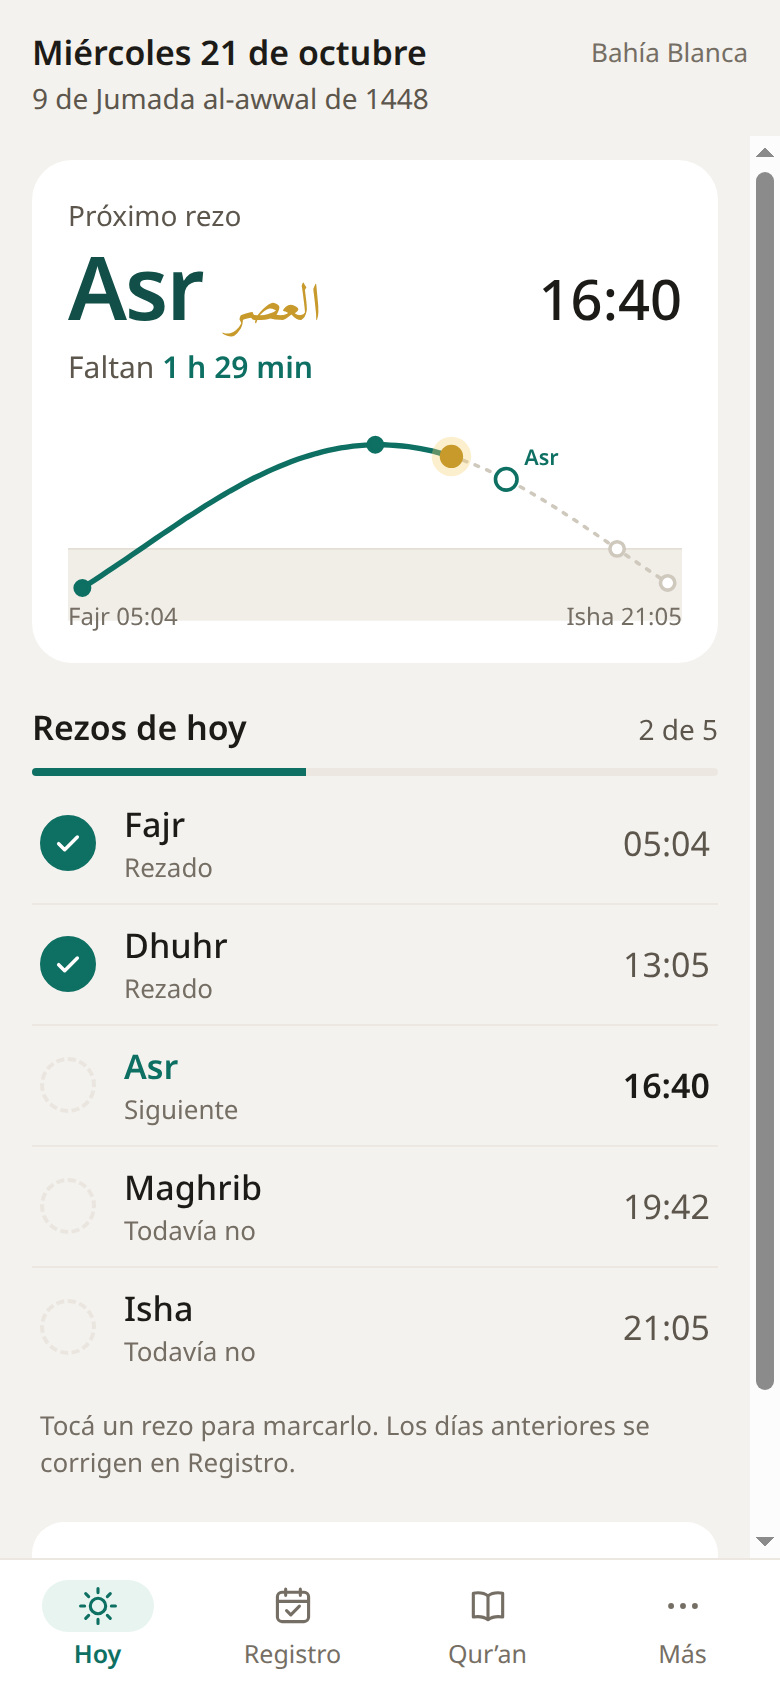 Miércoles 21 de octubre
Bahía Blanca
9 de Jumada al-awwal de 1448
Próximo rezo
Asr العصر 16:40
Faltan 1 h 29 min
Asr
Fajr 05:04
Isha 21:05
Rezos de hoy
2 de 5
Fajr
Rezado
05:04
Dhuhr
Rezado
13:05
Asr
Siguiente
16:40
Maghrib
Todavía no
19:42
Isha
Todavía no
21:05
Tocá un rezo para marcarlo. Los días anteriores se
corrigen en Registro.
Hoy
Registro
Qur’an
Más